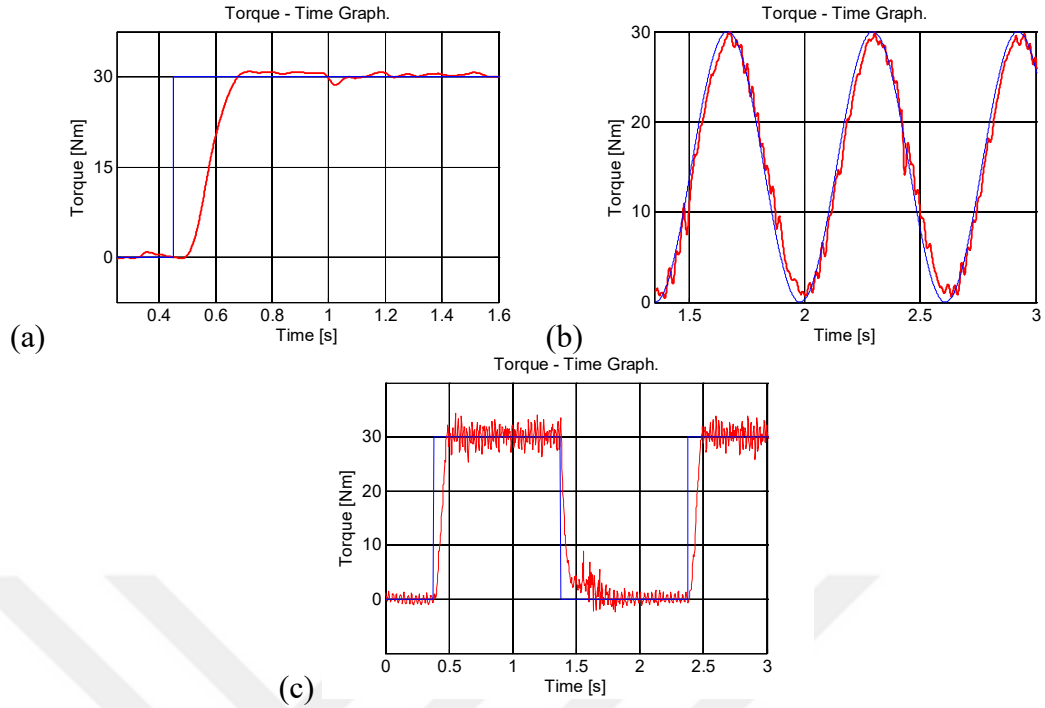 Torque - Time Graph.
Torque [Nm]
30
15
0
0.4 0.6 0.8 1.0 1.2 1.4 1.6
Time [s]
(a)
Torque - Time Graph.
Torque [Nm]
30
20
10
0
1.5 2 2.5 3
Time [s]
(b)
Torque - Time Graph.
Torque [Nm]
30
20
10
0
0 0.5 1 1.5 2 2.5 3
Time [s]
(c)